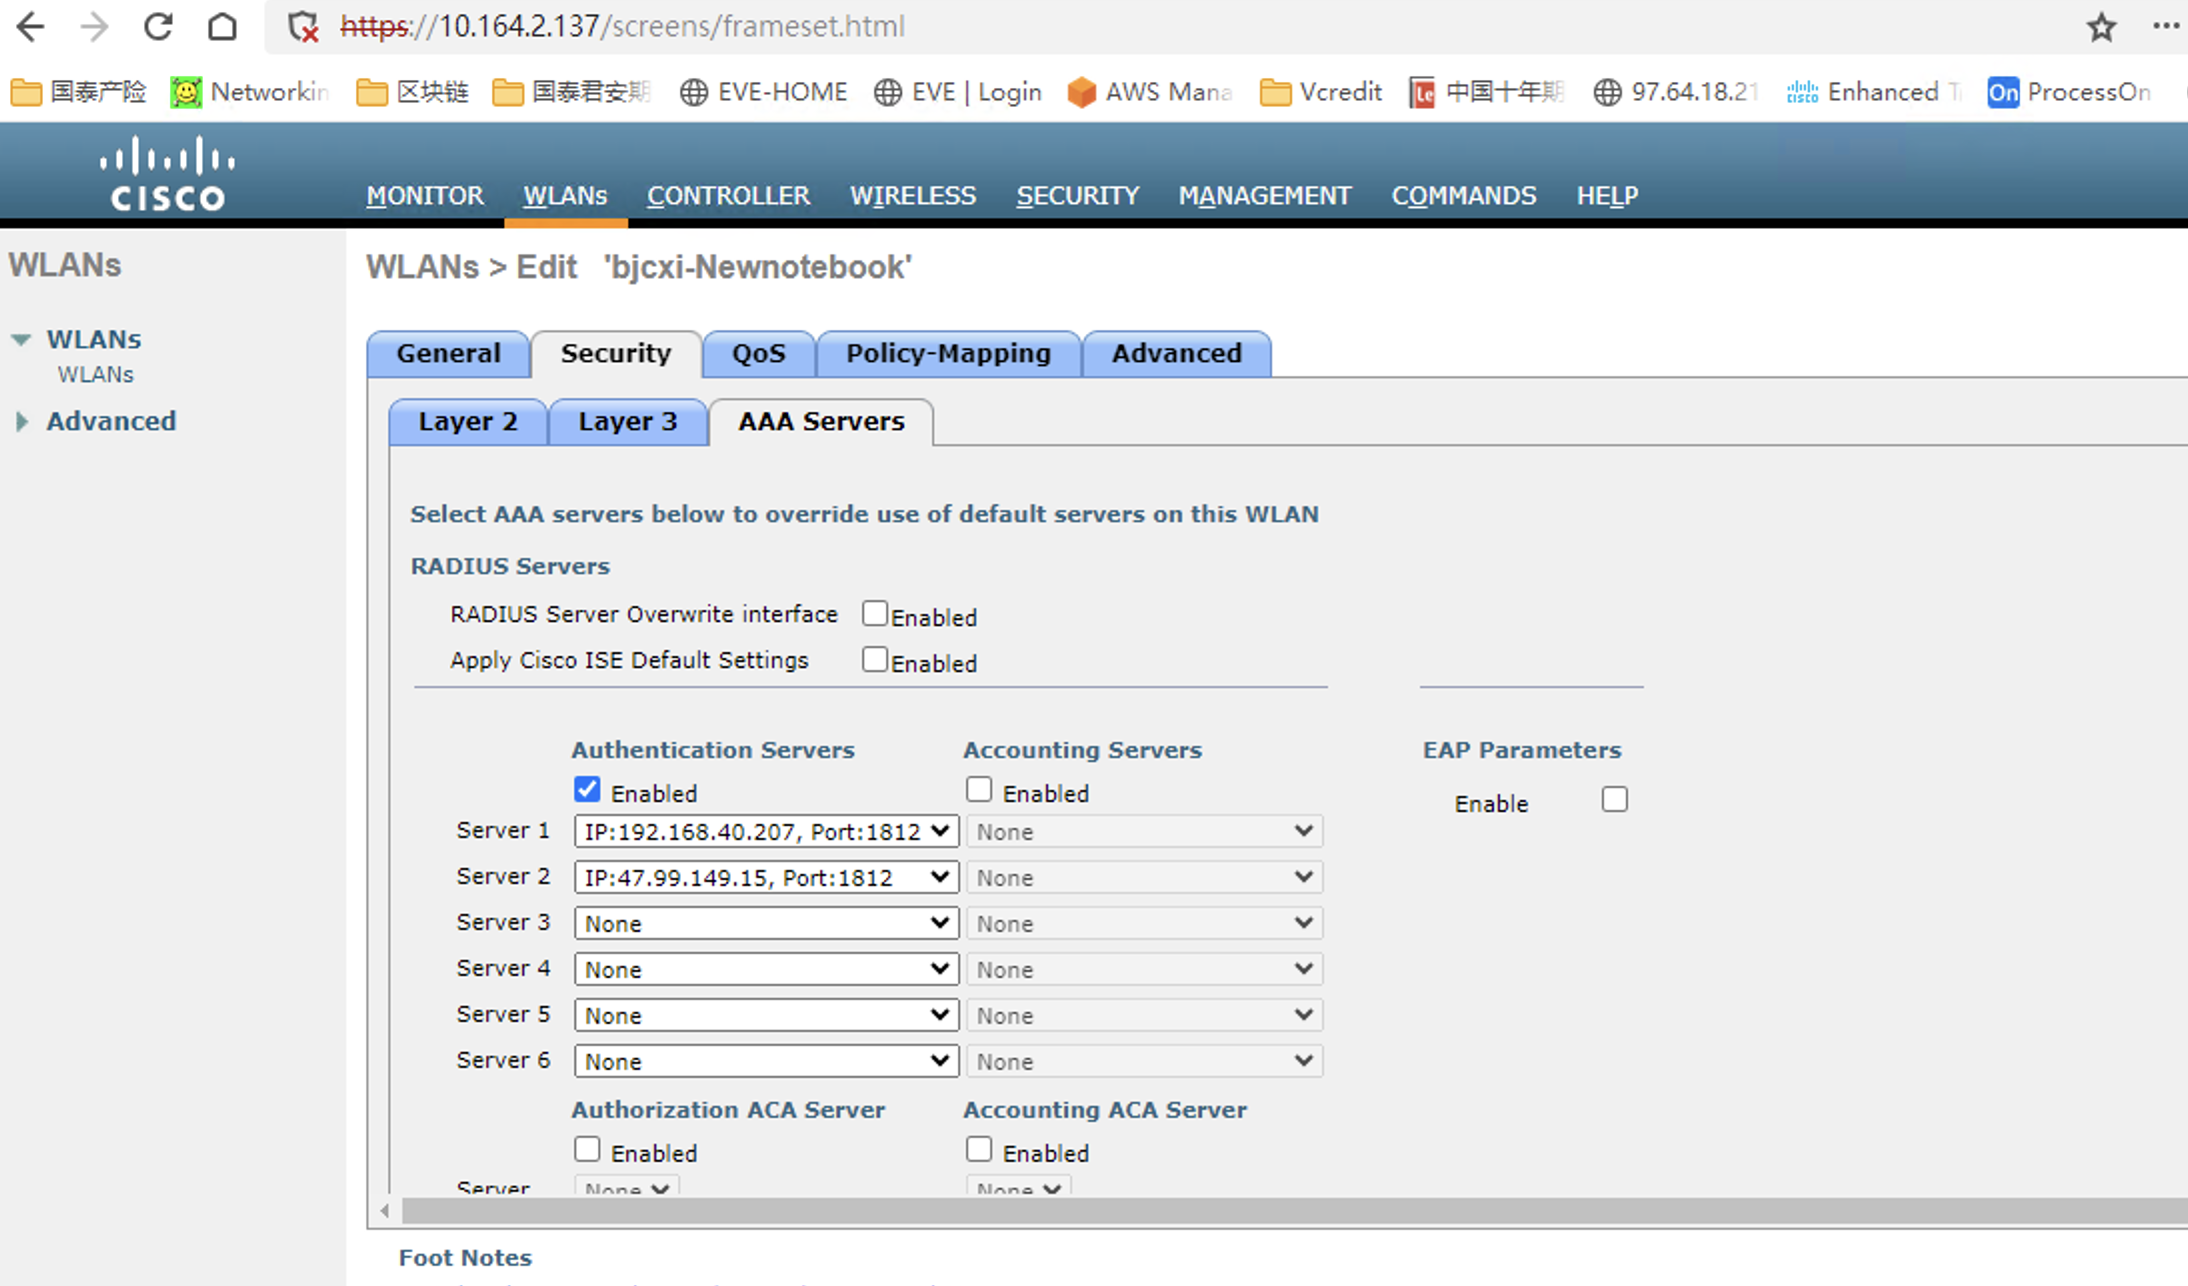 https://10.164.2.137/screens/frameset.html
国泰产险 Networkin 区块链 国泰君安期 EVE-HOME EVE | Login AWS Mana Vcredit 中国十年期 97.64.18.21 Enhanced T On ProcessOn
CISCO
MONITOR WLANs CONTROLLER WIRELESS SECURITY MANAGEMENT COMMANDS HELP
WLANs
WLANs > Edit 'bjcxi-Newnotebook'
WLANs
WLANs
Advanced
General Security QoS Policy-Mapping Advanced
Layer 2 Layer 3 AAA Servers
Select AAA servers below to override use of default servers on this WLAN
RADIUS Servers
RADIUS Server Overwrite interface Enabled
Apply Cisco ISE Default Settings Enabled
Authentication Servers Accounting Servers EAP Parameters
Enabled Enabled Enable
Server 1 IP:192.168.40.207, Port:1812 None
Server 2 IP:47.99.149.15, Port:1812 None
Server 3 None None
Server 4 None None
Server 5 None None
Server 6 None None
Authorization ACA Server Accounting ACA Server
Enabled Enabled
Server None None
Foot Notes